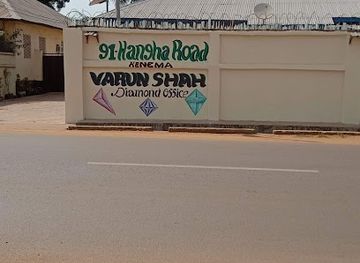 91-Hangha Road
KENEMA
VARUN SHAH
Diamond Office